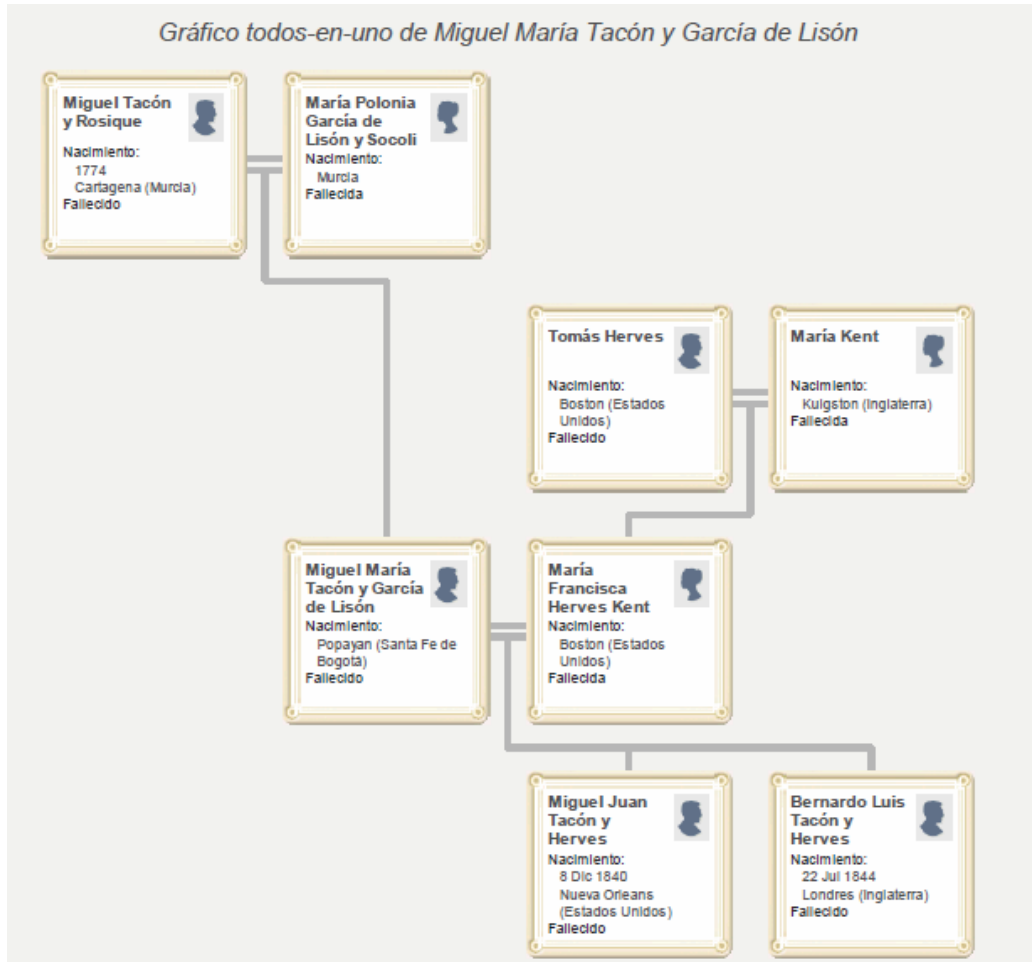 Gráfico todos-en-uno de Miguel María Tacón y García de Lisón
Miguel Tacón
y Rosique
Nacimiento:
1774
Cartagena (Murcia)
Fallecido
María Polonia
García de
Lisón y Socoli
Nacimiento:
Murcia
Fallecida
Tomás Herves
Nacimiento:
Boston (Estados
Unidos)
Fallecido
María Kent
Nacimiento:
Kuigston (Inglaterra)
Fallecida
Miguel María
Tacón y García
de Lisón
Nacimiento:
Popayan (Santa Fe de
Bogotá)
Fallecido
María
Francisca
Herves Kent
Nacimiento:
Boston (Estados
Unidos)
Fallecida
Miguel Juan
Tacón y
Herves
Nacimiento:
8 Dic 1840
Nueva Orleans
(Estados Unidos)
Fallecido
Bernardo Luis
Tacón y
Herves
Nacimiento:
22 Jul 1844
Londres (Inglaterra)
Fallecido